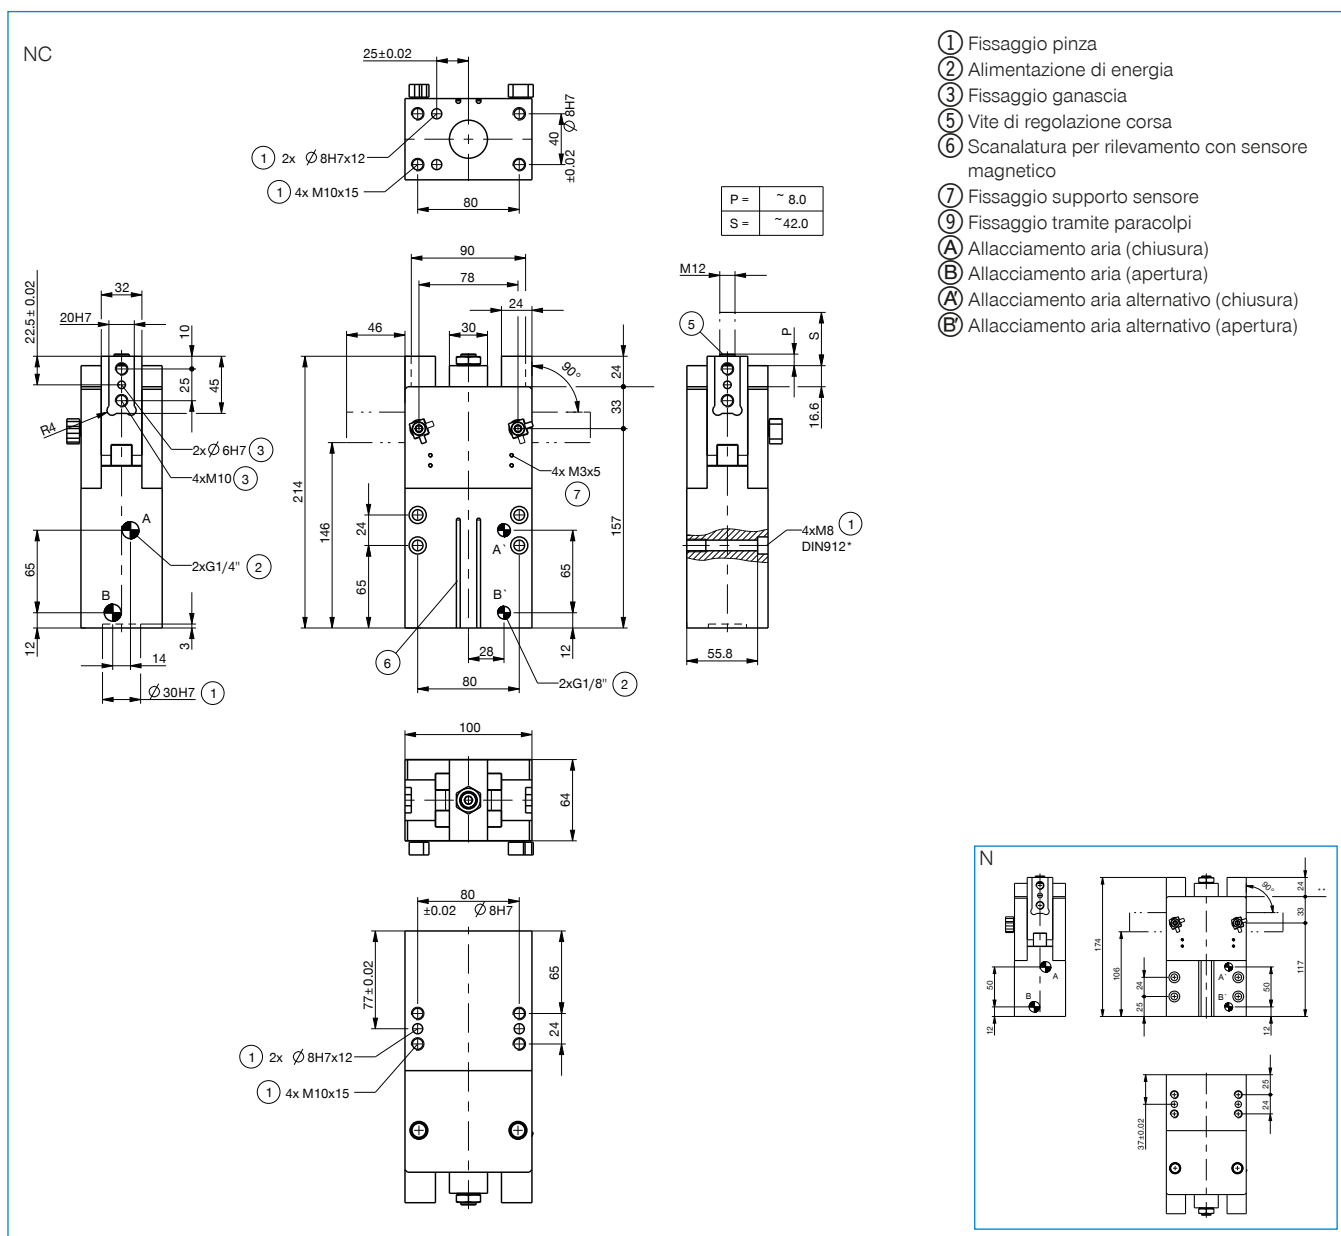 NC
25±0.02
40
±0.02
Ø 8H7
① 2x Ø 8H7x12
① 4x M10x15
80
① Fissaggio pinza
② Alimentazione di energia
③ Fissaggio ganascia
⑤ Vite di regolazione corsa
⑥ Scanalatura per rilevamento con sensore
magnetico
⑦ Fissaggio supporto sensore
⑨ Fissaggio tramite paracolpi
Ⓐ Allacciamento aria (chiusura)
Ⓑ Allacciamento aria (apertura)
A' Allacciamento aria alternativo (chiusura)
B' Allacciamento aria alternativo (apertura)
P = ~ 8.0
S = ~42.0
22.5±0.02
32
20H7
10
25
45
R4
2xØ 6H7 ③
4xM10 ③
A
65
2xG1/4" ②
B
12
3
14
Ø 30H7 ①
90
78
24
46
30
90°
24
33
4x M3x5
⑦
214
146
24
65
157
A`
65
B`
12
28
⑥
80
2xG1/8" ②
M12
⑤
P
S
16.6
4xM8 ①
DIN912*
55.8
100
64
80
±0.02 Ø 8H7
77±0.02
65
24
① 2x Ø 8H7x12
① 4x M10x15
N
90°
24
33
174
106
117
A
50
B
12
24
25
A`
B`
50
12
25
24
37±0.02